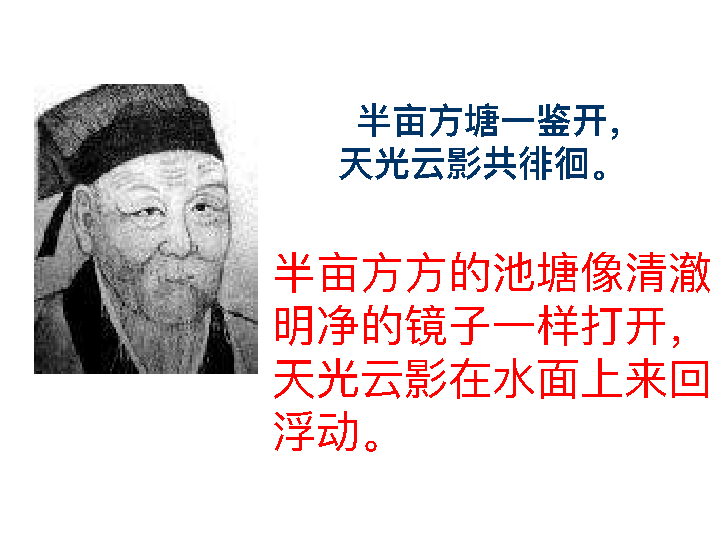 半亩方塘一鉴开，
天光云影共徘徊。
半亩方方的池塘像清澈
明净的镜子一样打开，
天光云影在水面上来回
浮动。